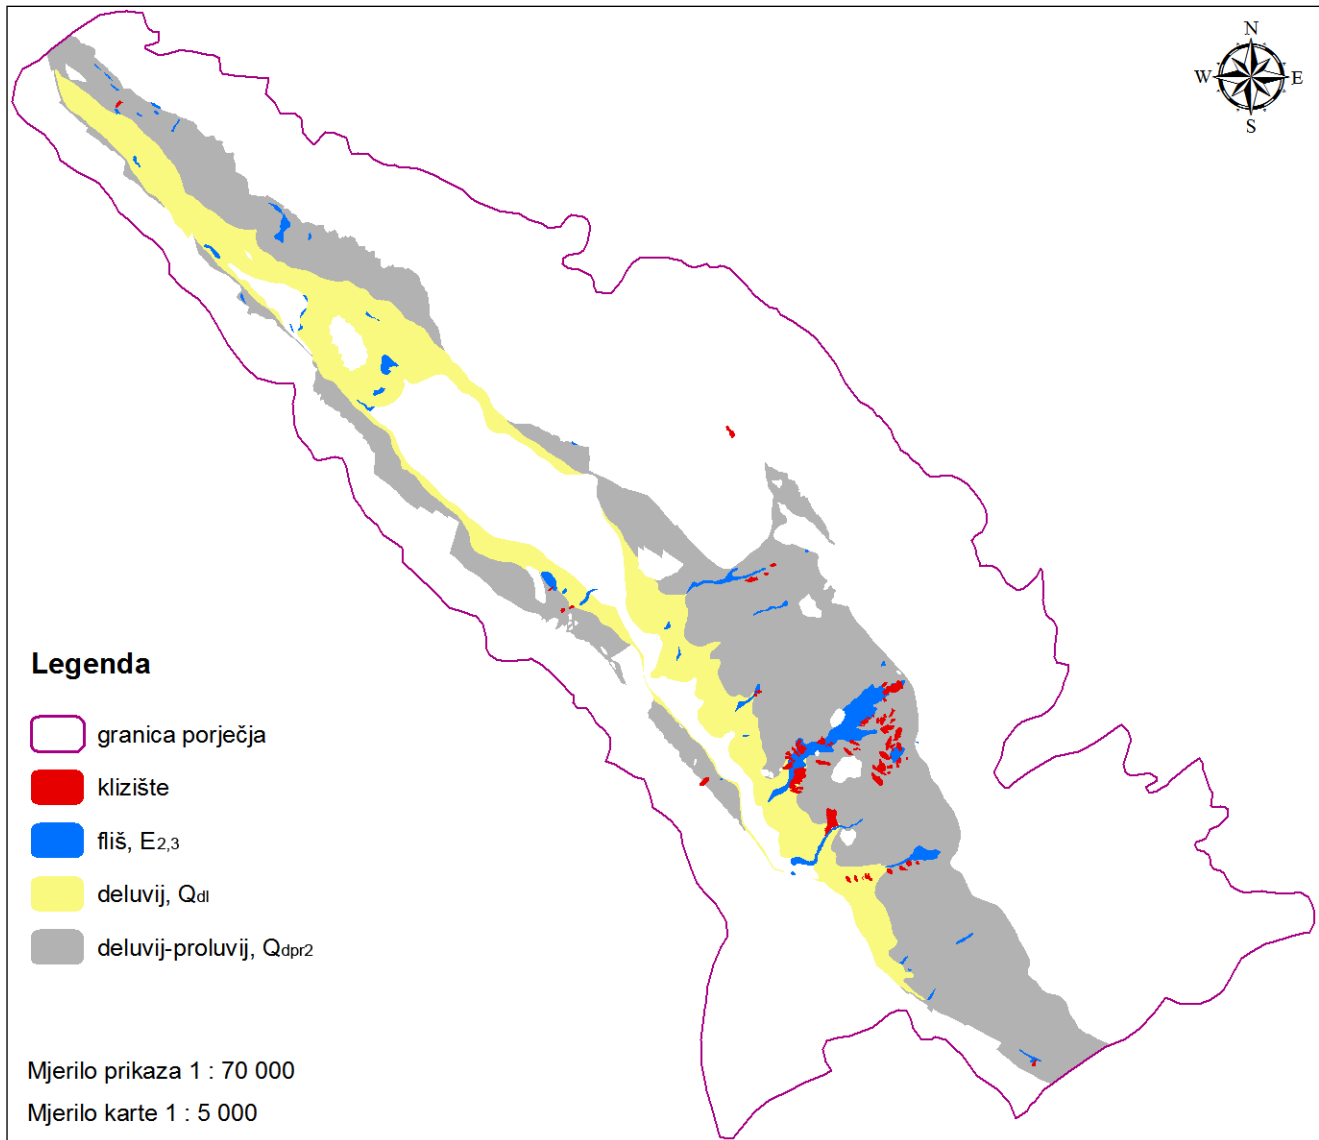 N
W E
S
Legenda
granica porječja
klizište
fliš, E2,3
deluvij, Qdl
deluvij-proluvij, Qdpr2
Mjerilo prikaza 1 : 70 000
Mjerilo karte 1 : 5 000